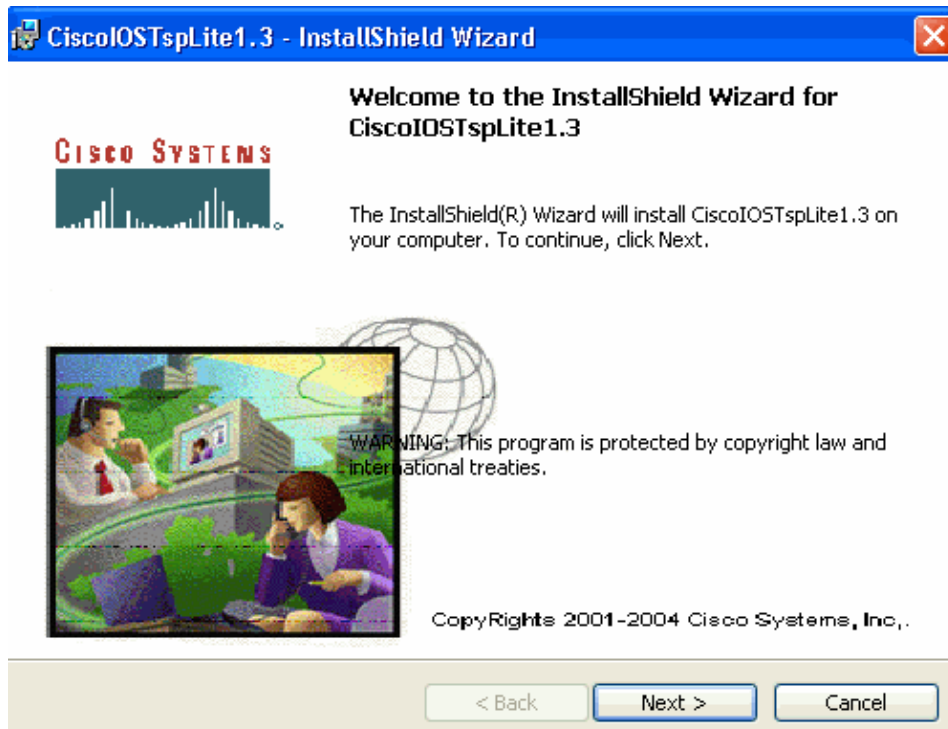 CiscoIOSTspLite1.3 - InstallShield Wizard
Welcome to the InstallShield Wizard for
CiscoIOSTspLite1.3
CISCO SYSTEMS
The InstallShield(R) Wizard will install CiscoIOSTspLite1.3 on
your computer. To continue, click Next.
WARNING: This program is protected by copyright law and
international treaties.
CopyRights 2001-2004 Cisco Systems, Inc,.
< Back
Next >
Cancel